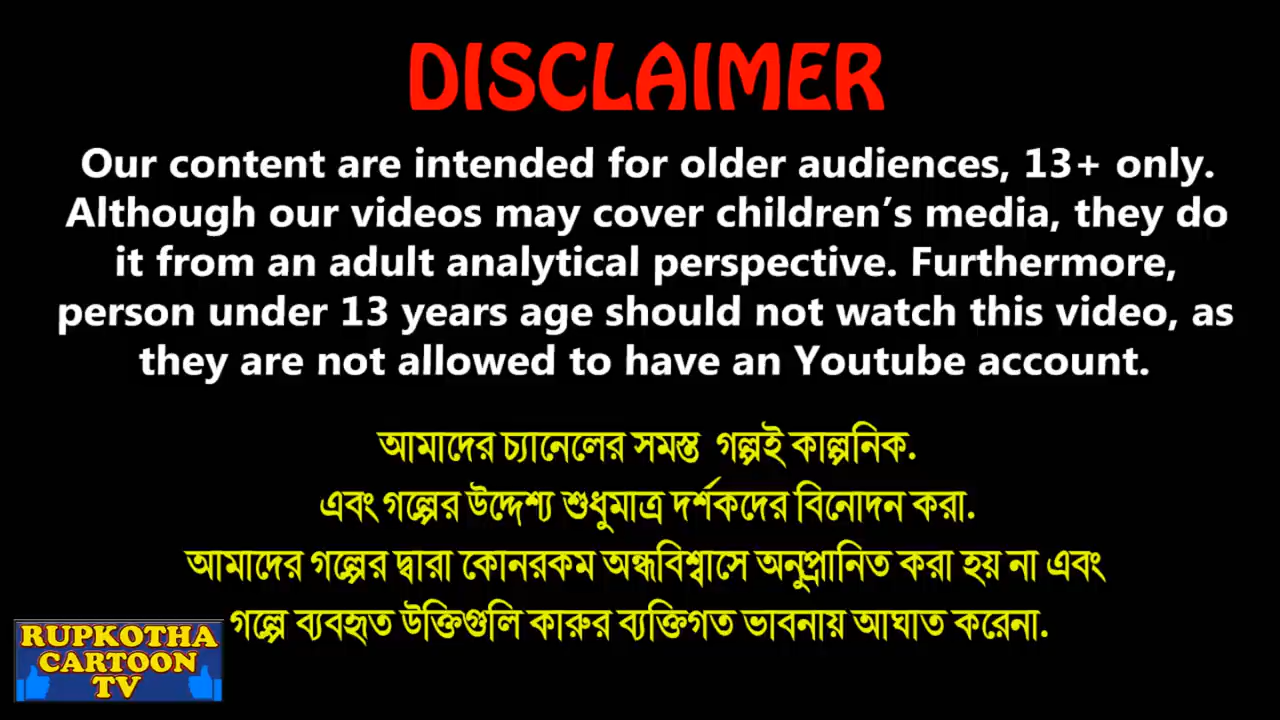 DISCLAIMER
Our content are intended for older audiences, 13+ only.
Although our videos may cover children’s media, they do
it from an adult analytical perspective. Furthermore,
person under 13 years age should not watch this video, as
they are not allowed to have an Youtube account.
আমাদের চ্যানেলের সমস্ত গল্পই কাল্পনিক.
এবং গল্পের উদ্দেশ্য শুধুমাত্র দর্শকদের বিনোদন করা.
আমাদের গল্পের দ্বারা কোনরকম অন্ধবিশ্বাসে অনুপ্রানিত করা হয় না এবং
গল্পে ব্যবহৃত উক্তিগুলি কারুর ব্যক্তিগত ভাবনায় আঘাত করেনা.
RUPKOTHA
CARTOON
TV